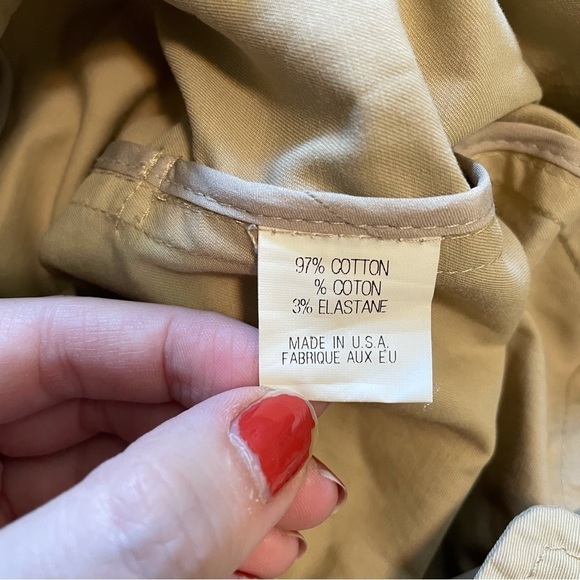 97% COTTON
% COTON
3% ELASTANE
MADE IN U.S.A.
FABRIQUE AUX E'U